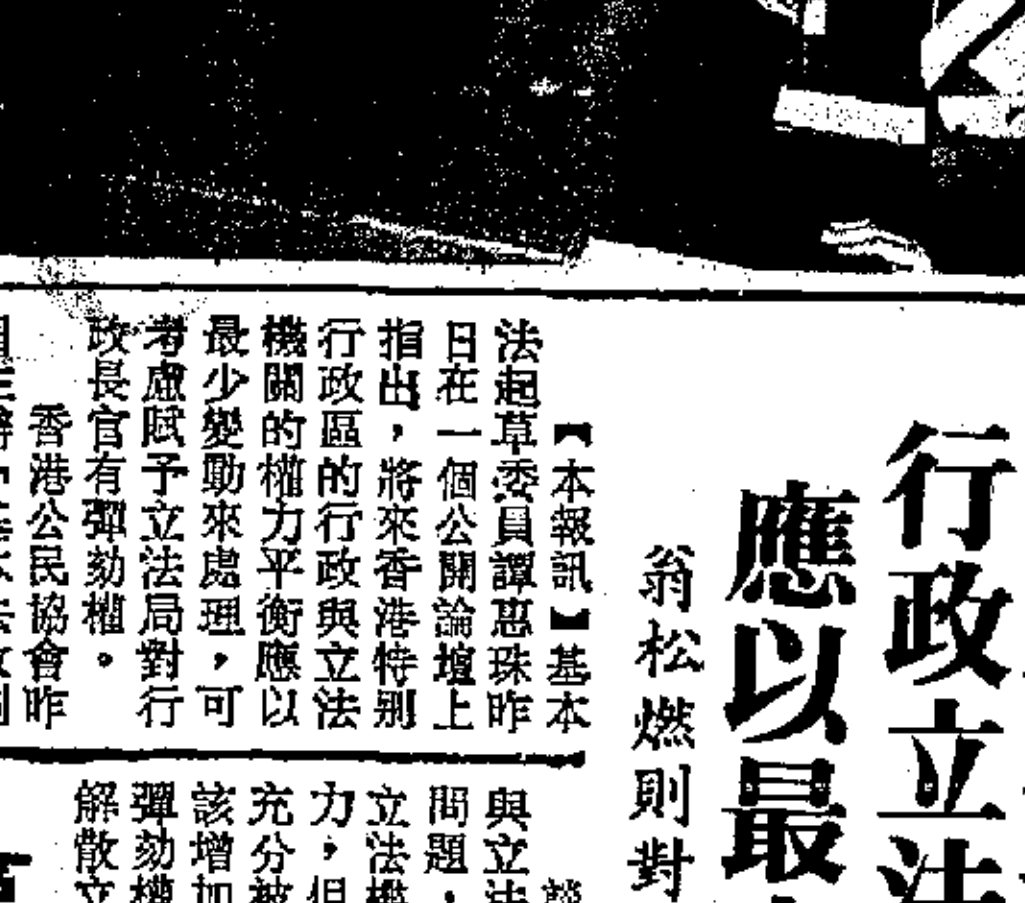 行政立法
應以最
翁松燃則對
【本報訊】基本
法起草委員譚惠珠昨
日在一個公開論壇上
指出，將來香港特別
行政區的行政與立法
機關的權力平衡應以
最少變動來處理，可
考慮賦予立法局對行
政長官有彈劾權。
香港公民協會昨
與立法
問題，
立法機
力，但
充分被
該增加
彈劾權
解散立